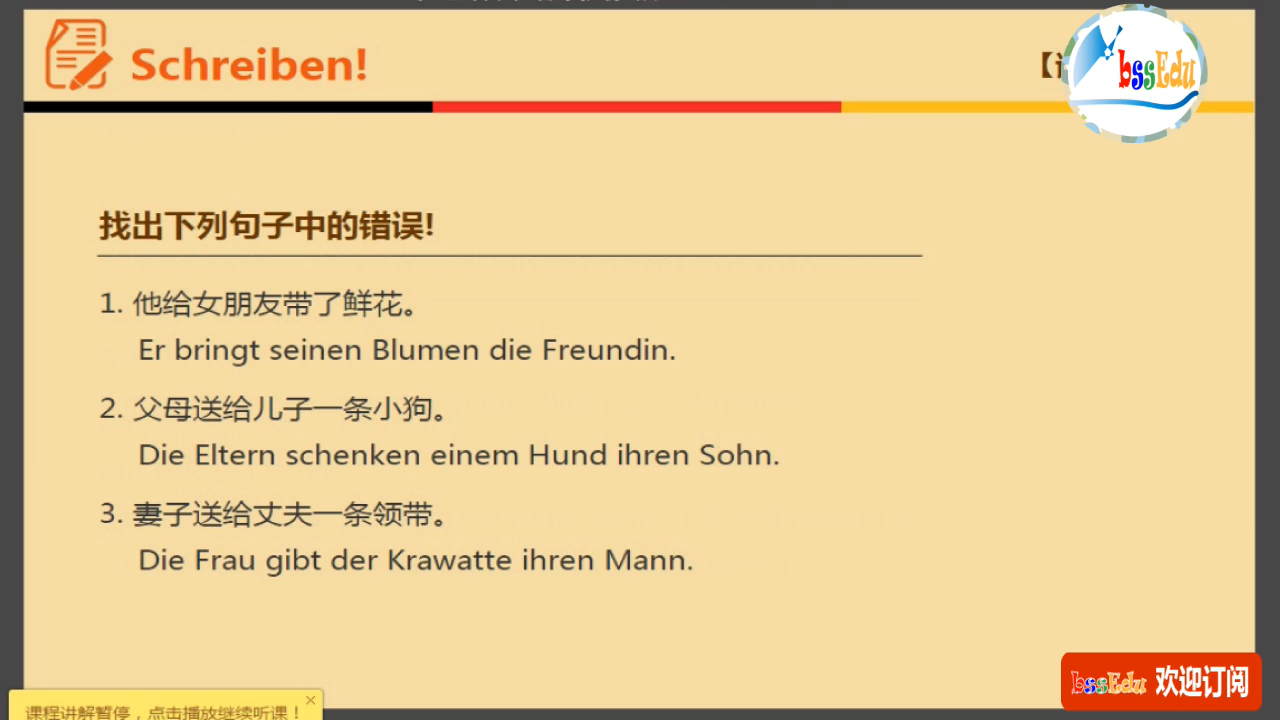 Schreiben!
bssEdu
找出下列句子中的错误!
1. 他给女朋友带了鲜花。
Er bringt seinen Blumen die Freundin.
2. 父母送给儿子一条小狗。
Die Eltern schenken einem Hund ihren Sohn.
3. 妻子送给丈夫一条领带。
Die Frau gibt der Krawatte ihren Mann.
bssEdu 欢迎订阅
课程讲解暂停，点击播放继续听课！